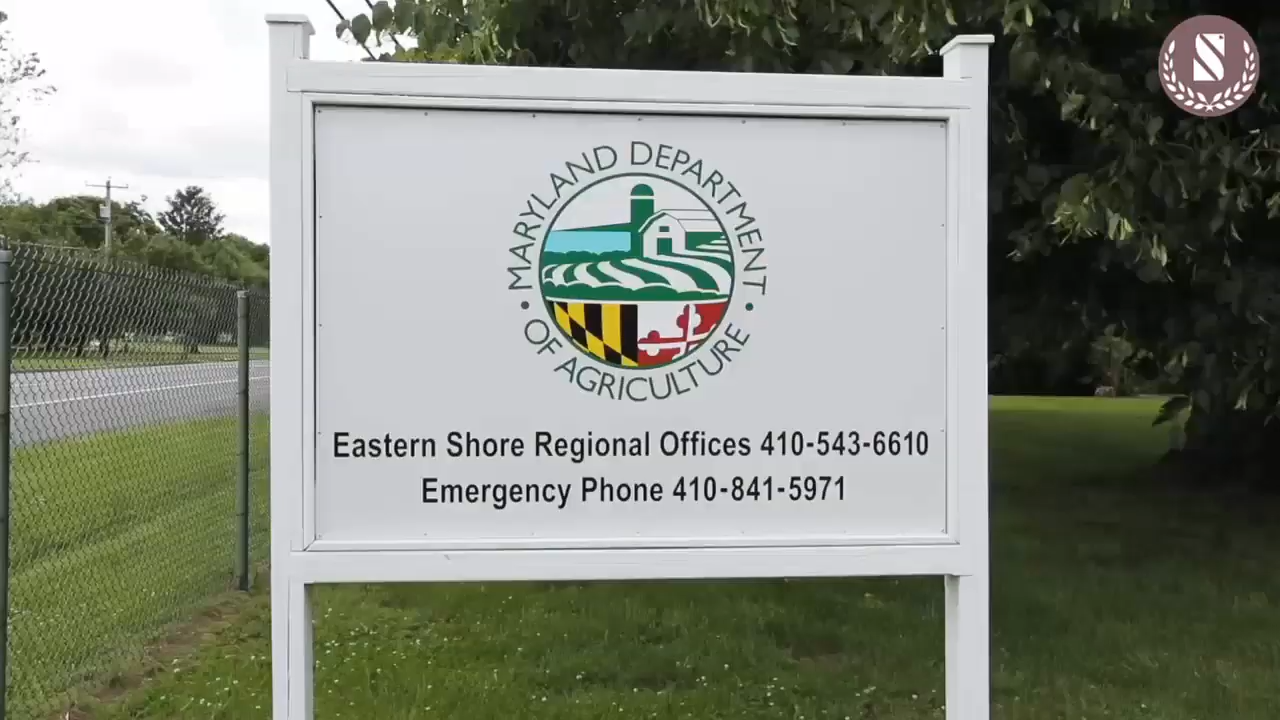 MARYLAND DEPARTMENT
OF AGRICULTURE
Eastern Shore Regional Offices 410-543-6610
Emergency Phone 410-841-5971